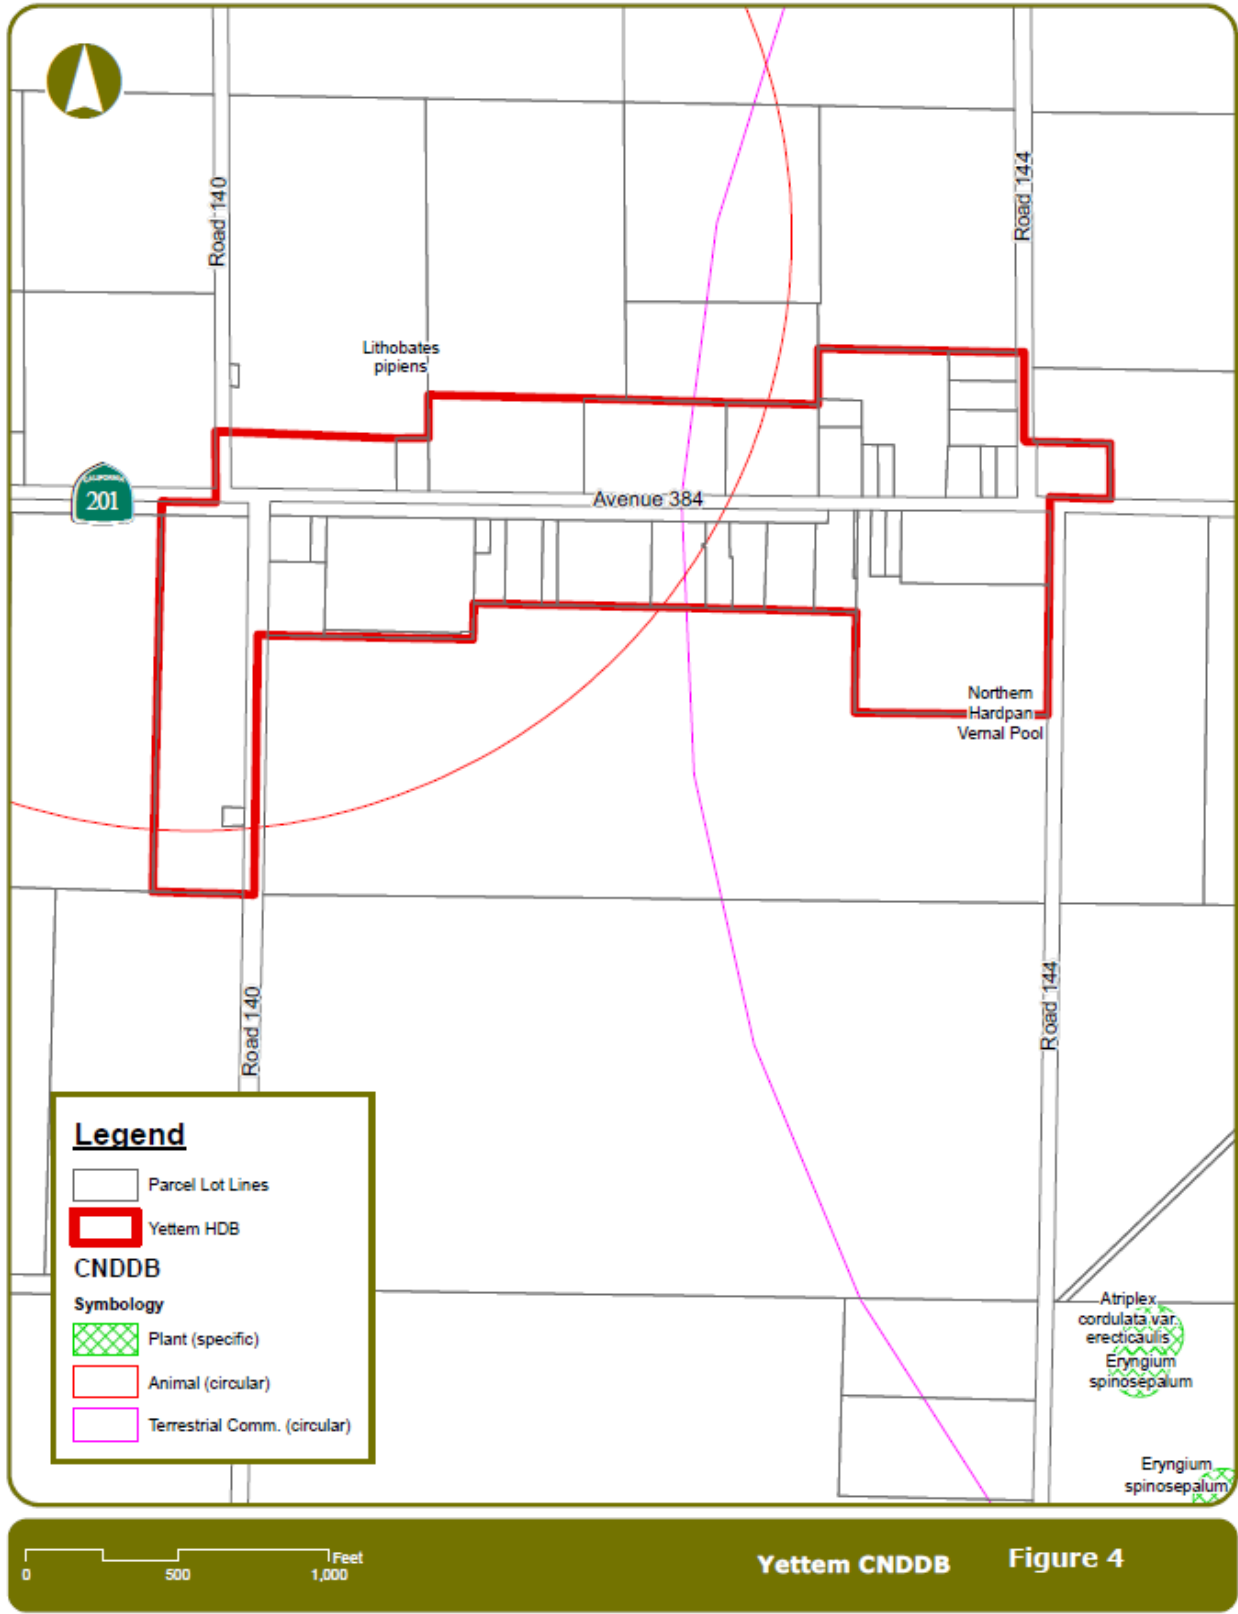 Road 140
Road 144
Lithobates
pipiens
CALIFORNIA
201
Avenue 384
Northern
Hardpan
Vernal Pool
Road 140
Road 144
Legend
Parcel Lot Lines
Yettem HDB
CNDDB
Symbology
Plant (specific)
Animal (circular)
Terrestrial Comm. (circular)
Atriplex
cordulata var.
erecticaulis
Eryngium
spinosepalum
Eryngium
spinosepalum
Feet
0 500 1,000
Yettem CNDDB Figure 4